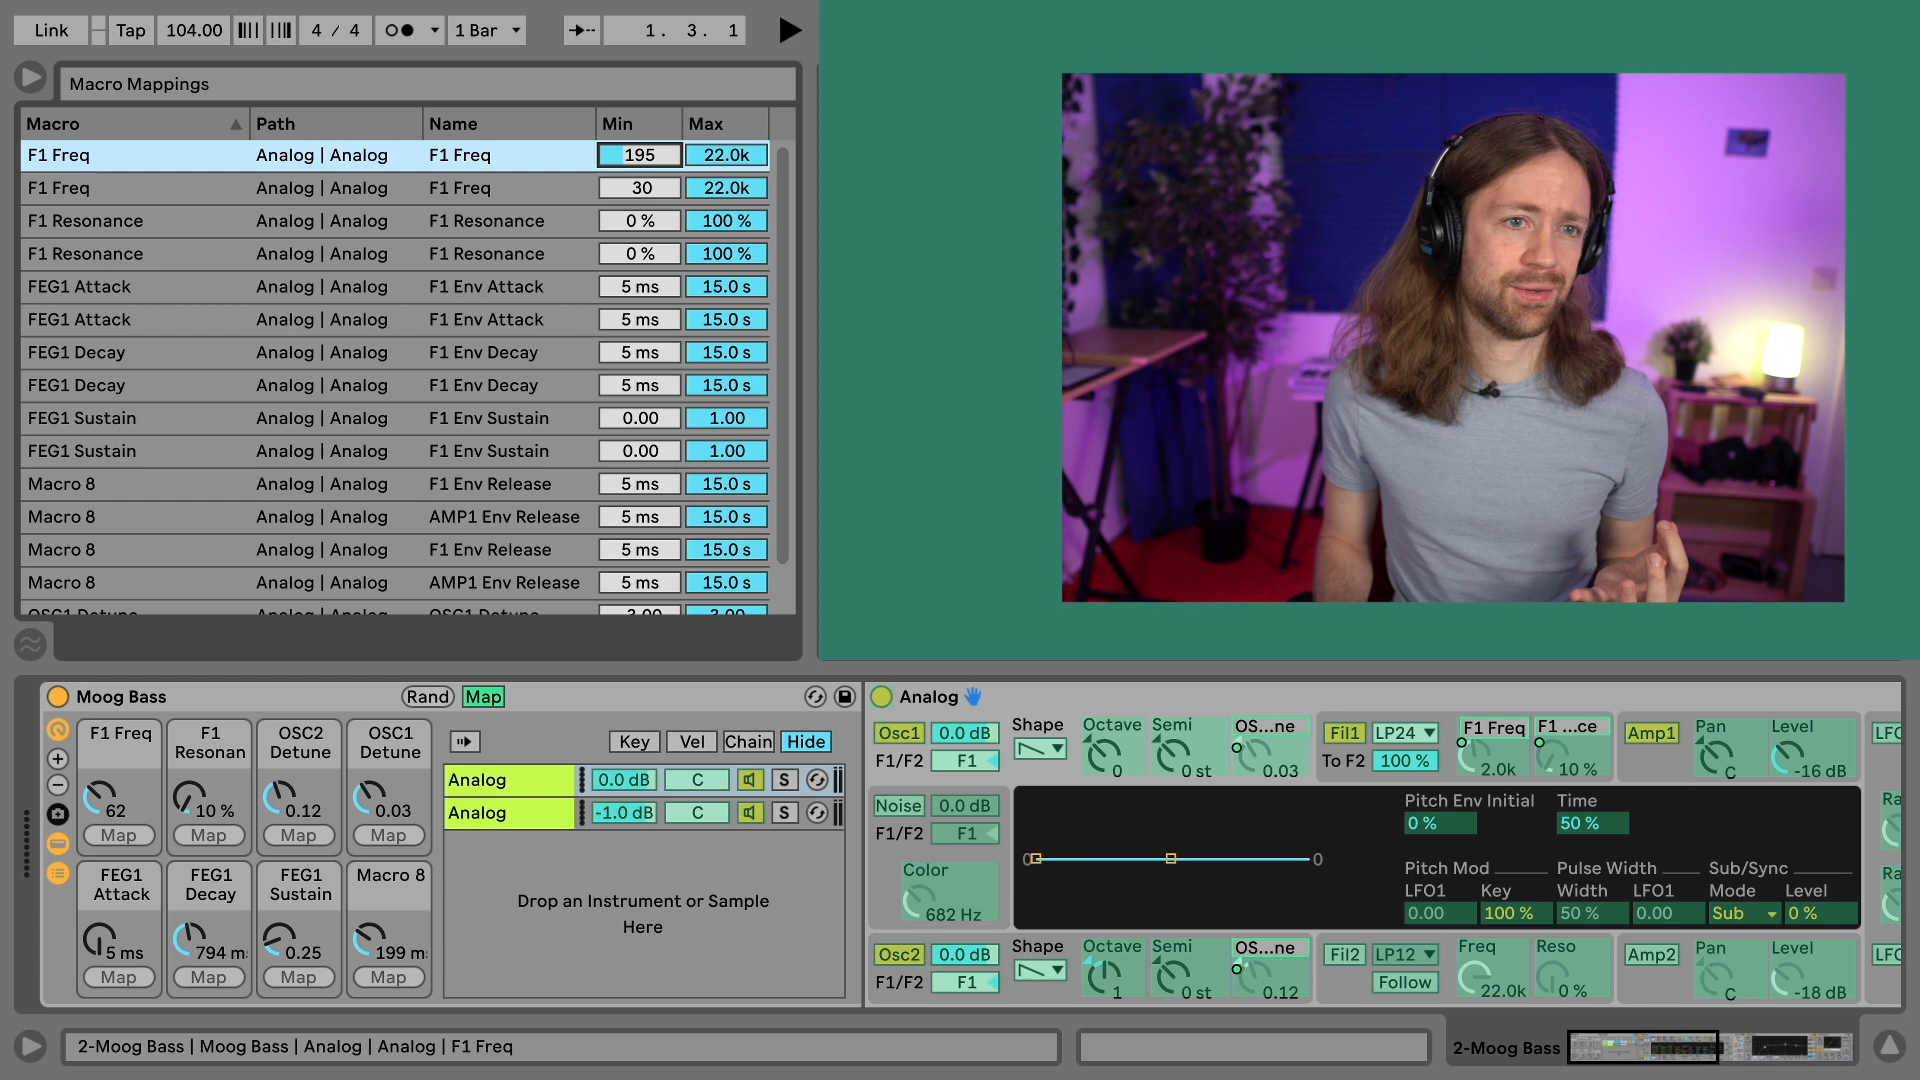 Link Tap 104.00 4 / 4 1 Bar 1. 3. 1
Macro Mappings
Macro Path Name Min Max
F1 Freq Analog | Analog F1 Freq 195 22.0k
F1 Freq Analog | Analog F1 Freq 30 22.0k
F1 Resonance Analog | Analog F1 Resonance 0 % 100 %
F1 Resonance Analog | Analog F1 Resonance 0 % 100 %
FEG1 Attack Analog | Analog F1 Env Attack 5 ms 15.0 s
FEG1 Attack Analog | Analog F1 Env Attack 5 ms 15.0 s
FEG1 Decay Analog | Analog F1 Env Decay 5 ms 15.0 s
FEG1 Decay Analog | Analog F1 Env Decay 5 ms 15.0 s
FEG1 Sustain Analog | Analog F1 Env Sustain 0.00 1.00
FEG1 Sustain Analog | Analog F1 Env Sustain 0.00 1.00
Macro 8 Analog | Analog F1 Env Release 5 ms 15.0 s
Macro 8 Analog | Analog AMP1 Env Release 5 ms 15.0 s
Macro 8 Analog | Analog F1 Env Release 5 ms 15.0 s
Macro 8 Analog | Analog AMP1 Env Release 5 ms 15.0 s
Moog Bass Rand Map
F1 Freq F1 Resonan OSC2 Detune OSC1 Detune
62 10 % 0.12 0.03
Map Map Map Map
FEG1 Attack FEG1 Decay FEG1 Sustain Macro 8
5 ms 794 m 0.25 199 m
Map Map Map Map
Key Vel Chain Hide
Analog 0.0 dB C S
Analog -1.0 dB C S
Drop an Instrument or Sample
Here
Analog
Osc1 0.0 dB Shape Octave Semi OS...ne Fil1 LP24 F1 Freq F1 ...ce Amp1 Pan Level LFO
F1/F2 F1 0 0 st 0.03 To F2 100 % 2.0k 10 % C -16 dB
Noise 0.0 dB
F1/F2 F1
Color
682 Hz
0 0
Pitch Env Initial Time
0 % 50 %
Pitch Mod Pulse Width Sub/Sync
LFO1 Key Width LFO1 Mode Level
0.00 100 % 50 % 0.00 Sub 0 %
Ra
Ra
Osc2 0.0 dB Shape Octave Semi OS...ne Fil2 LP12 Freq Reso Amp2 Pan Level LFO
F1/F2 F1 1 0 st 0.12 Follow 22.0k 0 % C -18 dB
2-Moog Bass | Moog Bass | Analog | Analog | F1 Freq
2-Moog Bass